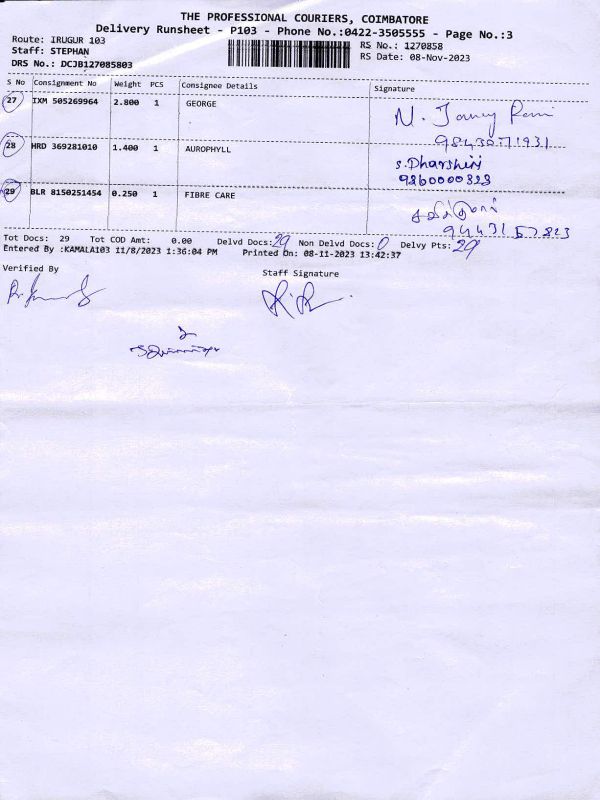 THE PROFESSIONAL COURIERS, COIMBATORE
Delivery Runsheet - P103 - Phone No.:0422-3505555 - Page No.:3
Route: IRUGUR 103
Staff: STEPHAN
DRS No.: DCJB127085803
RS No.: 1270858
RS Date: 08-Nov-2023
S No Consignment No Weight PCS Consignee Details Signature
27 IXM 505269964 2.800 1 GEORGE
28 HRD 369281010 1.400 1 AUROPHYLL
S.Dharshini
9360000323
29 BLR 8150251454 0.250 1 FIBRE CARE
Tot Docs: 29 Tot COD Amt: 0.00 Delvd Docs: 29 Non Delvd Docs: 0 Delvy Pts: 29
Entered By :KAMALA103 11/8/2023 1:36:04 PM Printed On: 08-11-2023 13:42:37
Verified By
Staff Signature